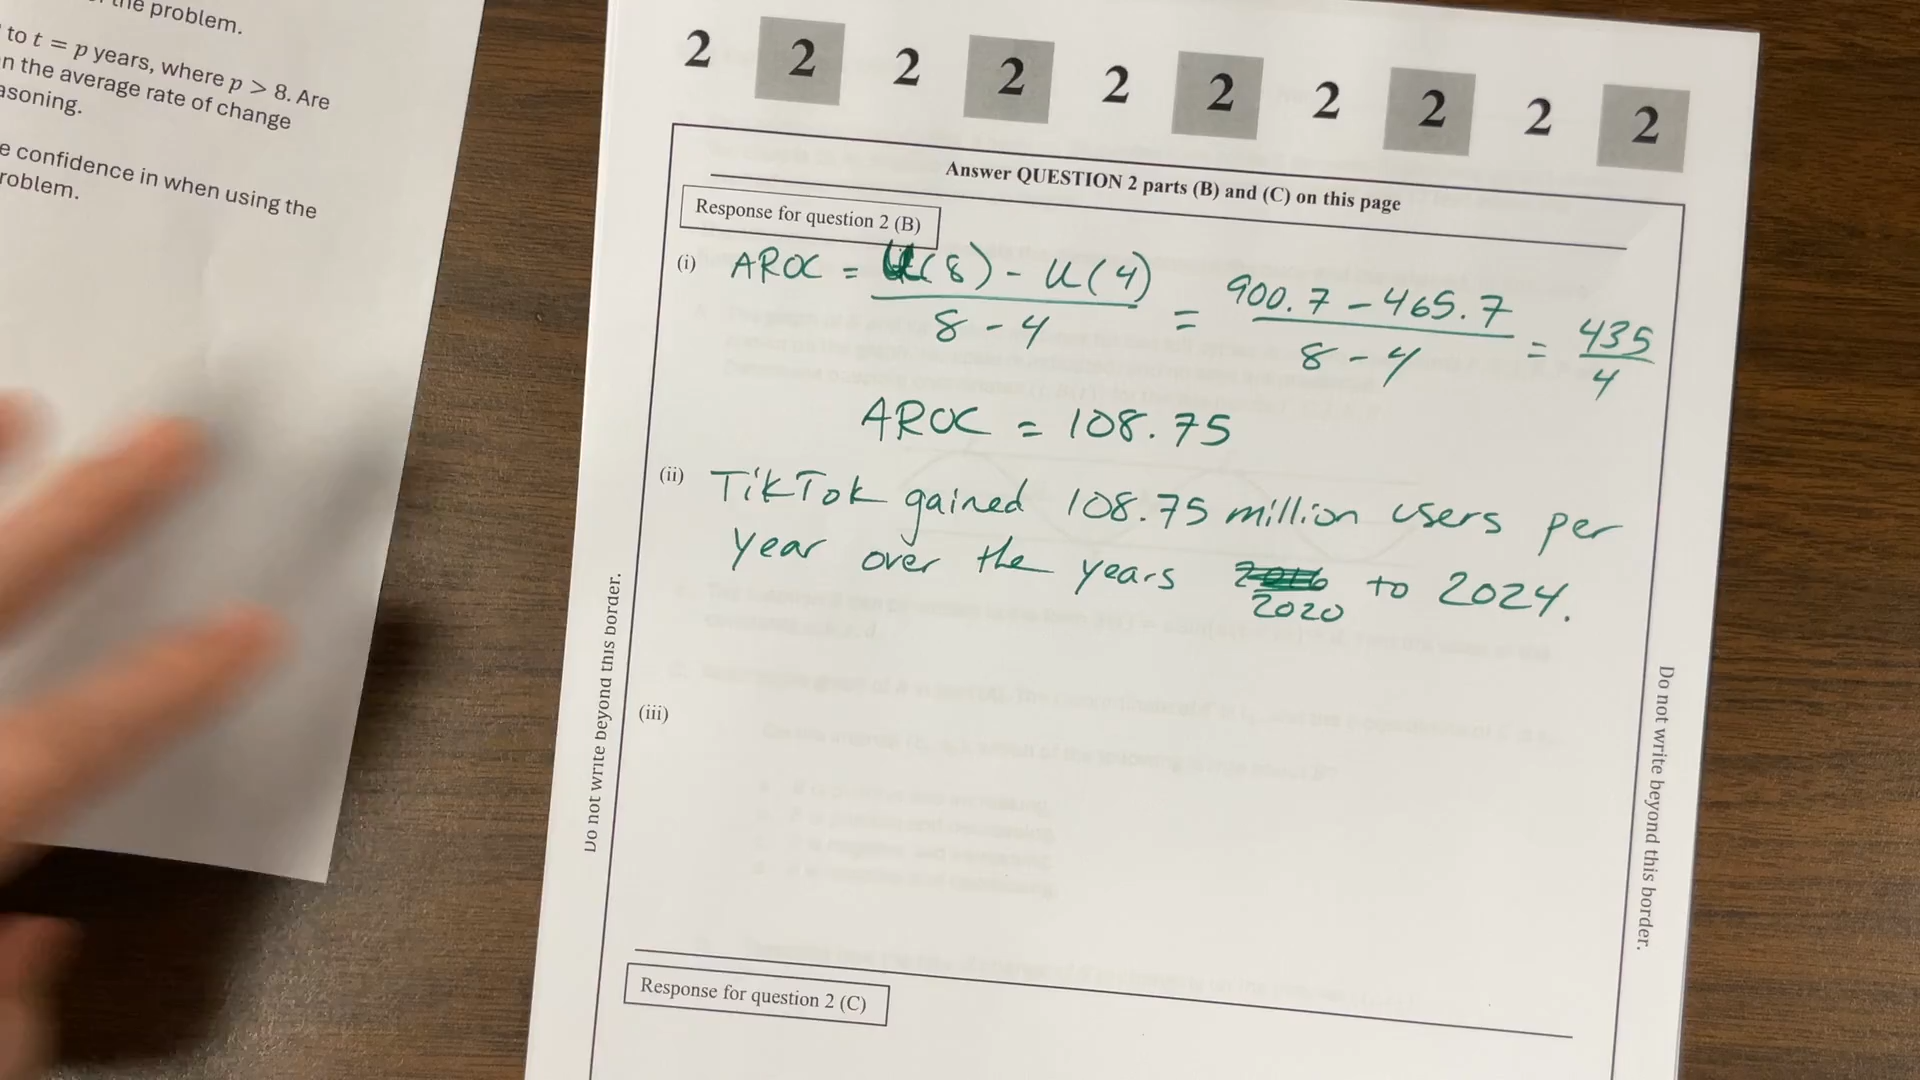 the problem.
to t = p years, where p > 8. Are
n the average rate of change
asoning.
e confidence in when using the
roblem.
2 2 2 2 2 2 2 2 2 2
Answer QUESTION 2 parts (B) and (C) on this page
Response for question 2 (B)
(i) AROC = U(8) - U(4) / 8 - 4 = 900.7 - 465.7 / 8 - 4 = 435 / 4
AROC = 108.75
(ii) TikTok gained 108.75 million users per
year over the years 2020 to 2024.
(iii)
Response for question 2 (C)
Do not write beyond this border.
Do not write beyond this border.